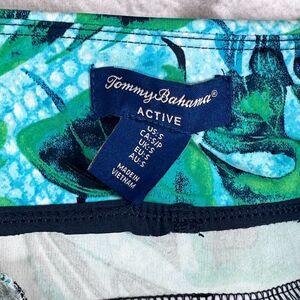 Tommy Bahama®
ACTIVE
US:S
CA:S/P
UK:S
EU:S
AU:S
MADE IN
VIETNAM